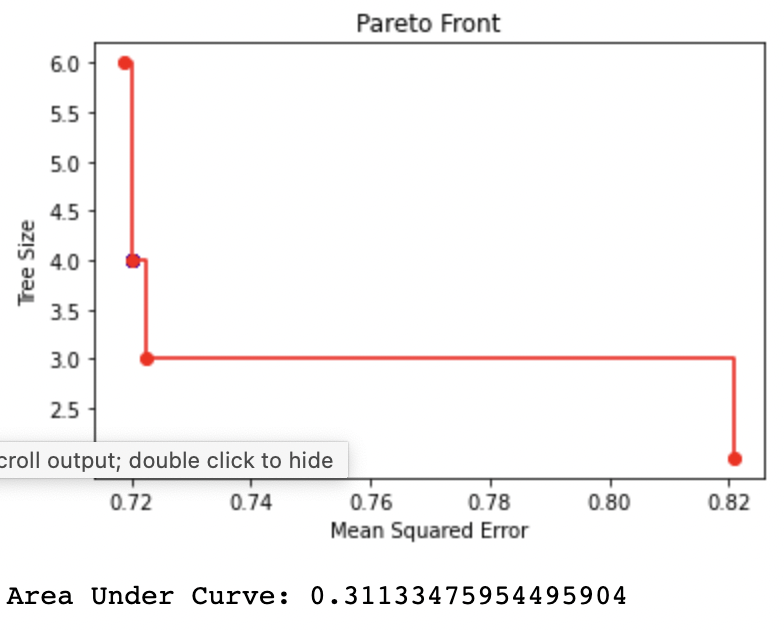 Pareto Front
6.0
5.5
5.0
4.5
4.0
3.5
3.0
2.5
Tree Size
croll output; double click to hide
0.72 0.74 0.76 0.78 0.80 0.82
Mean Squared Error
Area Under Curve: 0.31133475954495904